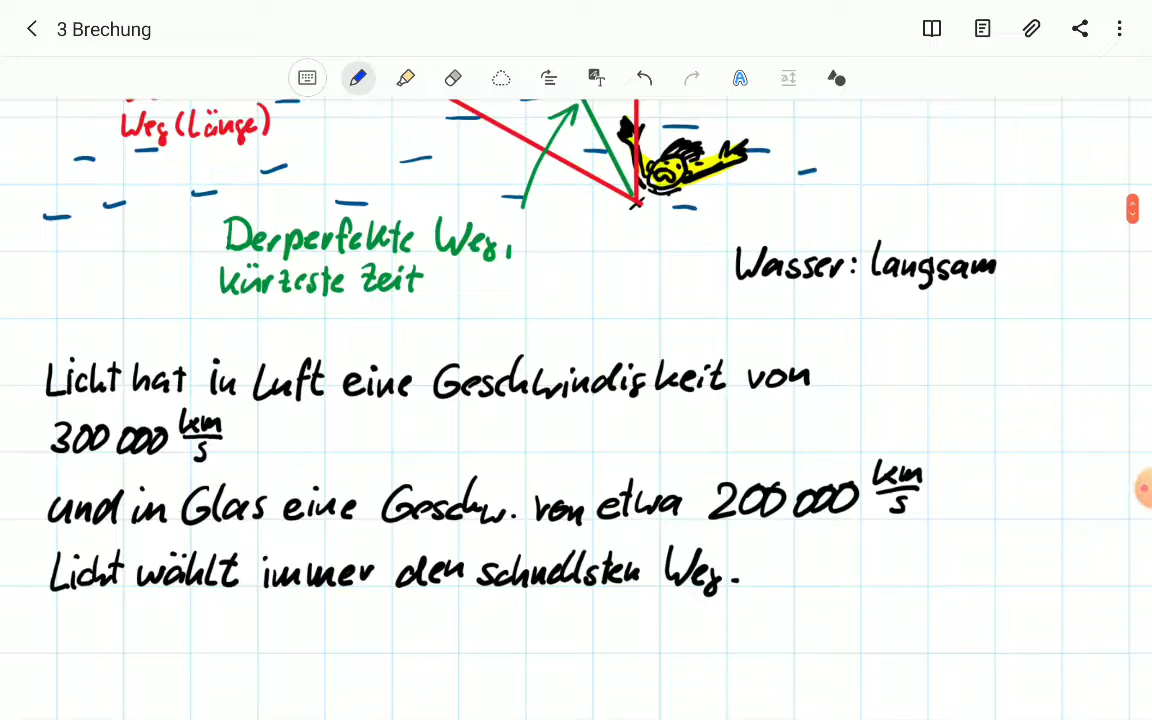 3 Brechung
Weg (Länge)
Der perfekte Weg,
kürzeste Zeit
Wasser: langsam
Licht hat in Luft eine Geschwindigkeit von
300 000 km/s
und in Glas eine Geschw. von etwa 200 000 km/s
Licht wählt immer den schnellsten Weg.